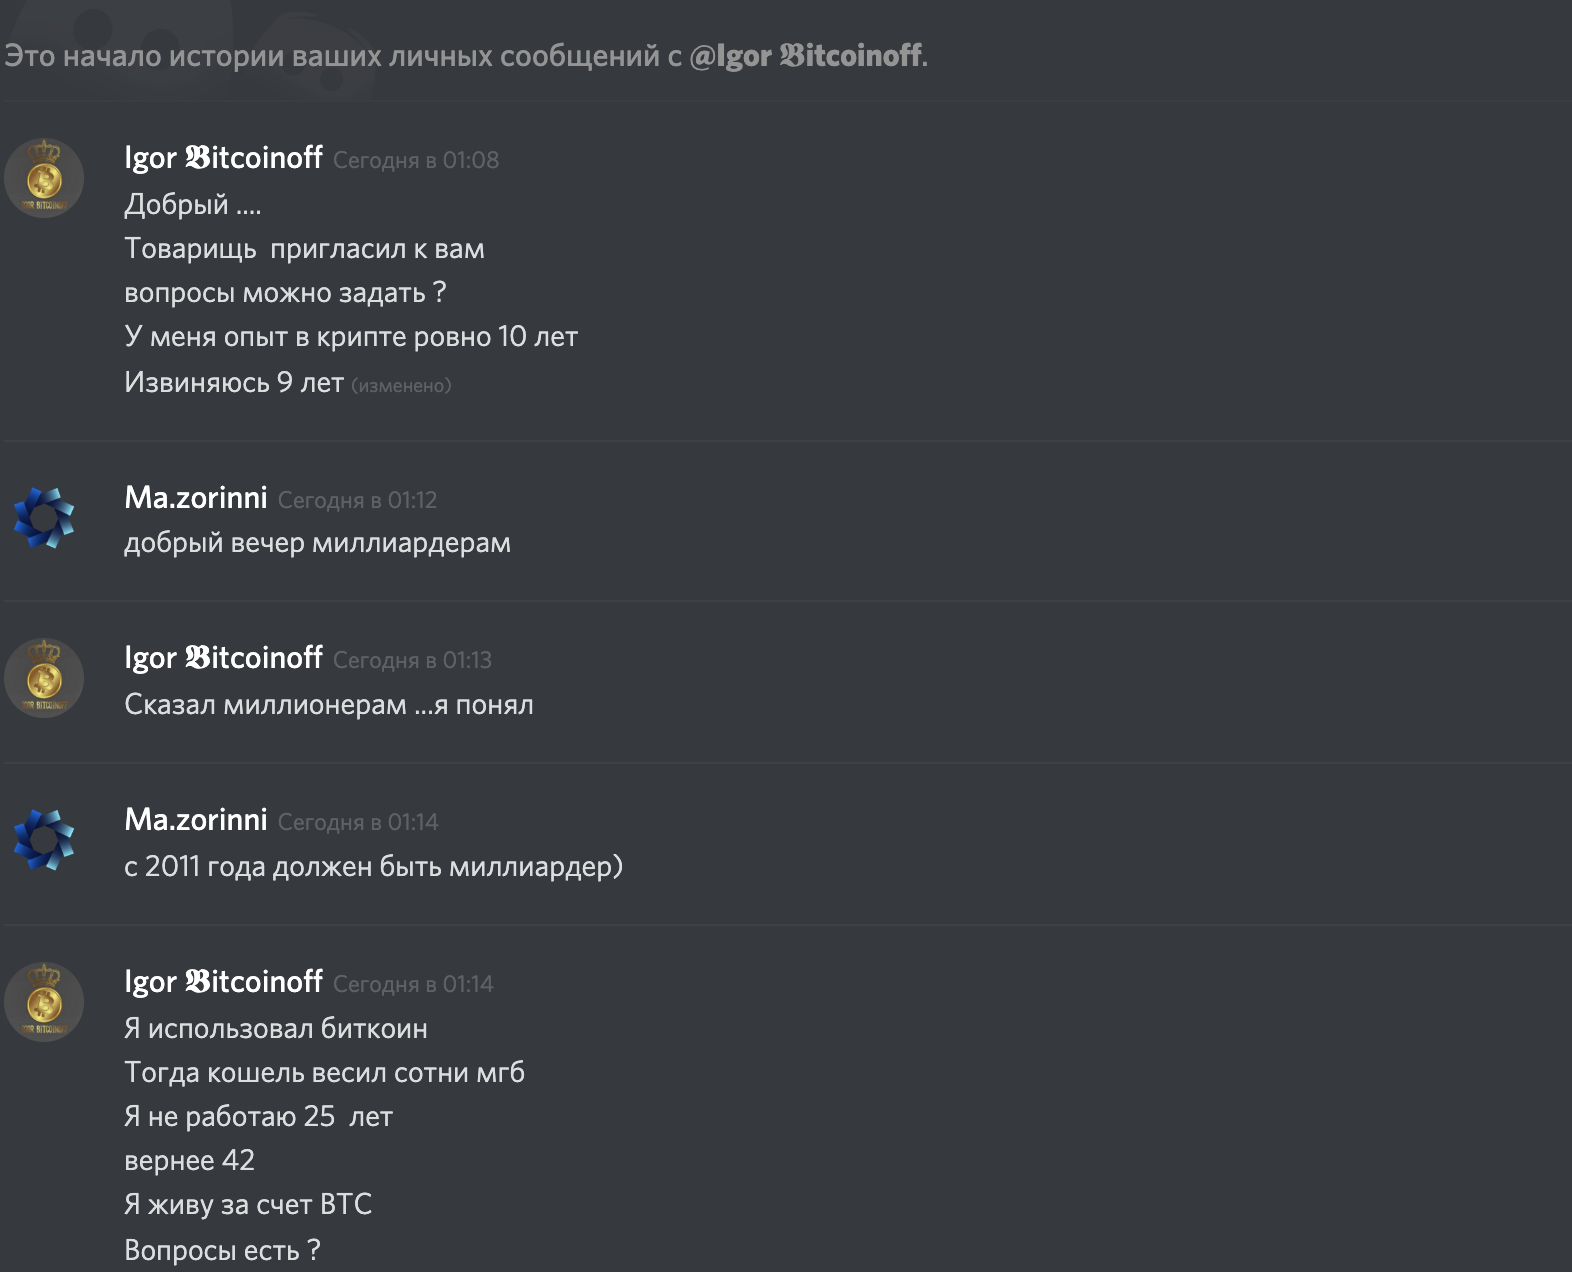 Это начало истории ваших личных сообщений с @Igor 𝕭itcoinoff.
Igor 𝕭itcoinoff Сегодня в 01:08
Добрый ....
Товарищь пригласил к вам
вопросы можно задать ?
У меня опыт в крипте ровно 10 лет
Извиняюсь 9 лет (изменено)
Ma.zorinni Сегодня в 01:12
добрый вечер миллиардерам
Igor 𝕭itcoinoff Сегодня в 01:13
Сказал миллионерам ...я понял
Ma.zorinni Сегодня в 01:14
с 2011 года должен быть миллиардер)
Igor 𝕭itcoinoff Сегодня в 01:14
Я использовал биткоин
Тогда кошель весил сотни мгб
Я не работаю 25 лет
вернее 42
Я живу за счет BTC
Вопросы есть ?